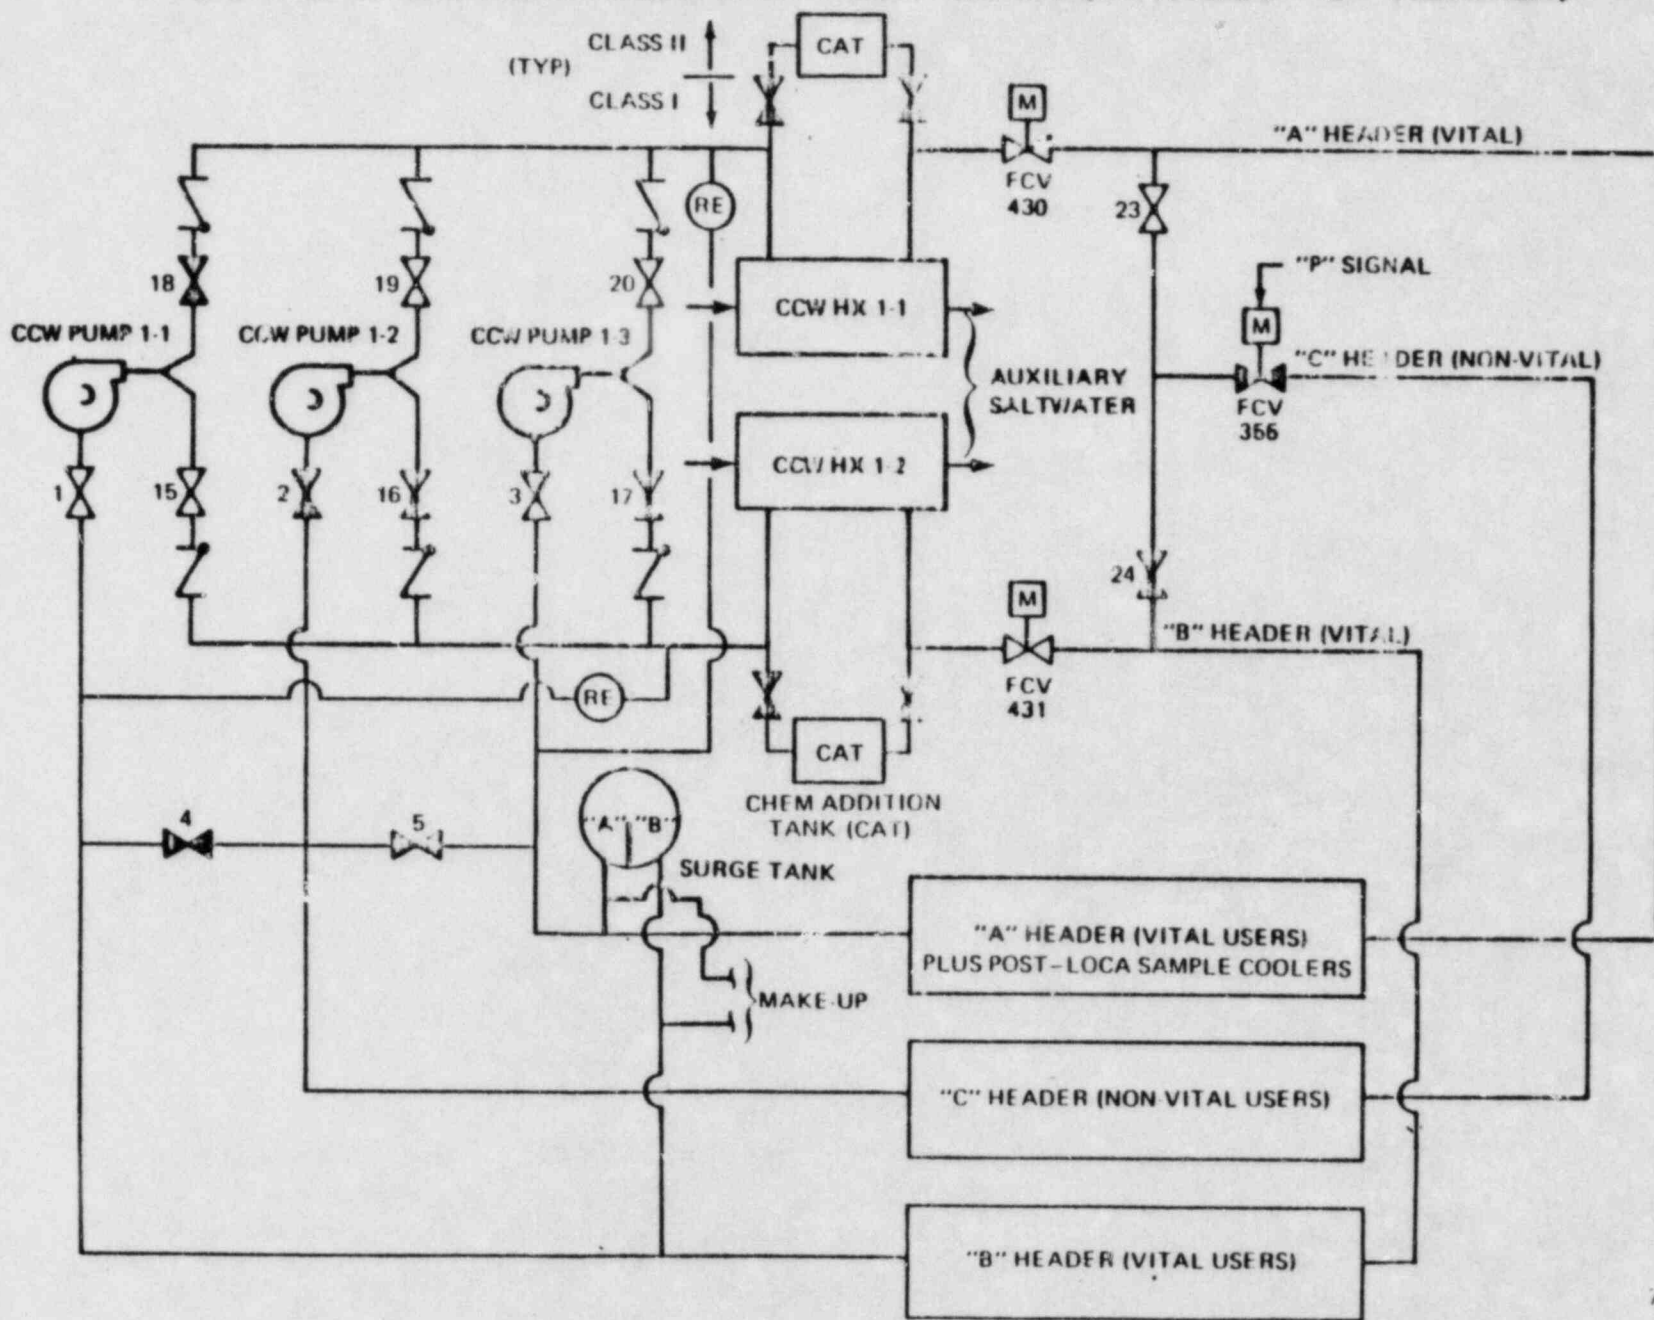 CLASS II
(TYP)
CLASS I
CAT
M
"A" HEADER (VITAL)
FCV
430
23
RE
18
19
20
"P" SIGNAL
CCW PUMP 1-1
CCW PUMP 1-2
CCW PUMP 1-3
CCW HX 1-1
M
"C" HEADER (NON-VITAL)
AUXILIARY
SALTWATER
FCV
CCW HX 1-2
1
15
2
16
3
17
24
M
"B" HEADER (VITAL)
FCV
431
RE
CAT
CHEM ADDITION
TANK (CAT)
4
5
"A" "B"
SURGE TANK
"A" HEADER (VITAL USERS)
PLUS POST-LOCA SAMPLE COOLERS
MAKE-UP
"C" HEADER (NON-VITAL USERS)
"B" HEADER (VITAL USERS)